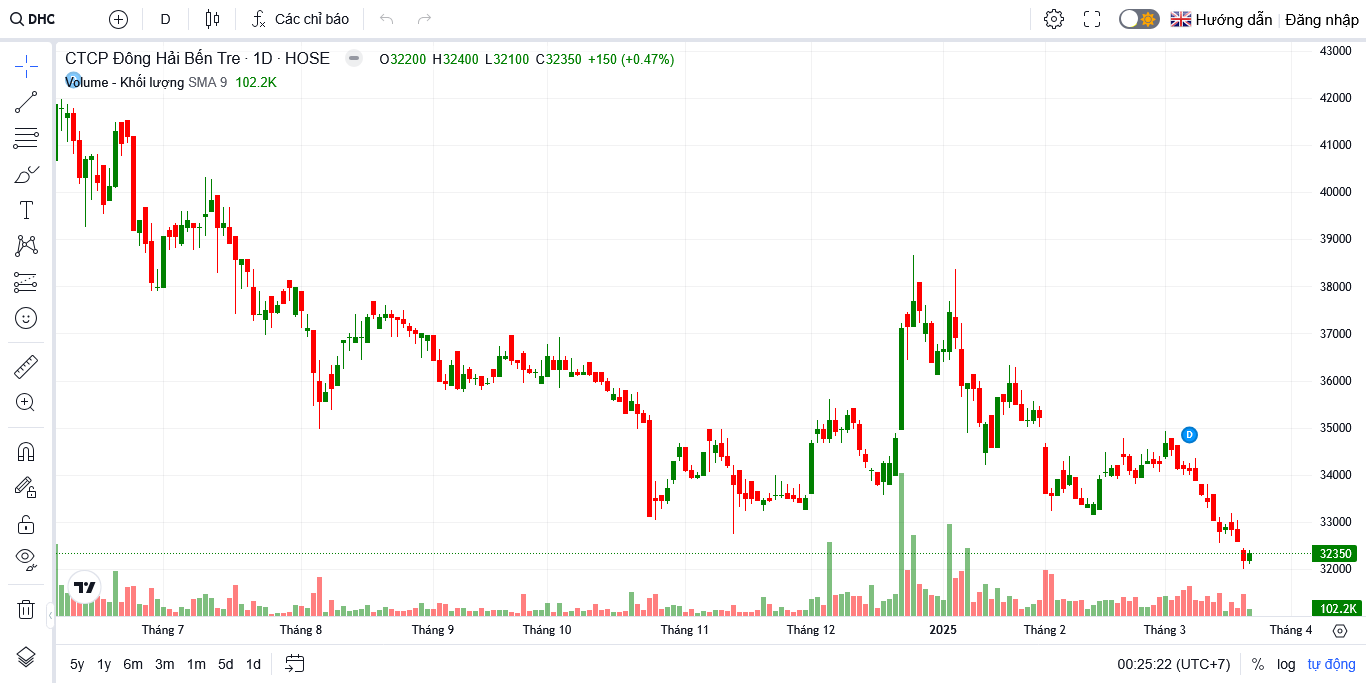 DHC D Các chỉ báo Hướng dẫn Đăng nhập
CTCP Đông Hải Bến Tre · 1D · HOSE O32200 H32400 L32100 C32350 +150 (+0.47%)
Volume - Khối lượng SMA 9 102.2K
43000
42000
41000
40000
39000
38000
37000
36000
35000
D
34000
33000
32350
32000
102.2K
Tháng 7 Tháng 8 Tháng 9 Tháng 10 Tháng 11 Tháng 12 2025 Tháng 2 Tháng 3 Tháng 4
5y 1y 6m 3m 1m 5d 1d 00:25:22 (UTC+7) % log tự động